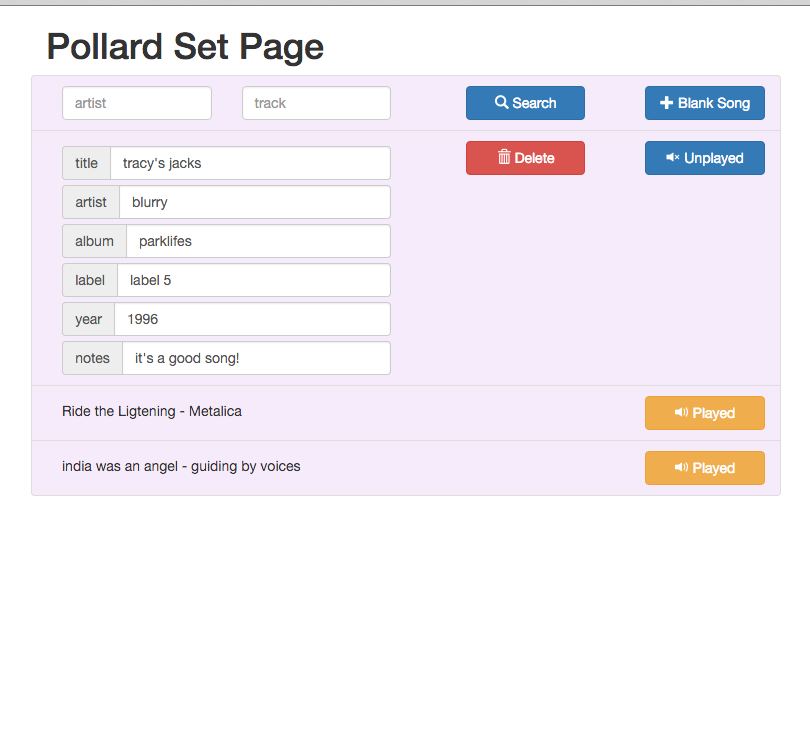 Pollard Set Page
artist track Search Blank Song
title tracy's jacks Delete Unplayed
artist blurry
album parklifes
label label 5
year 1996
notes it's a good song!
Ride the Ligtening - Metalica Played
india was an angel - guiding by voices Played